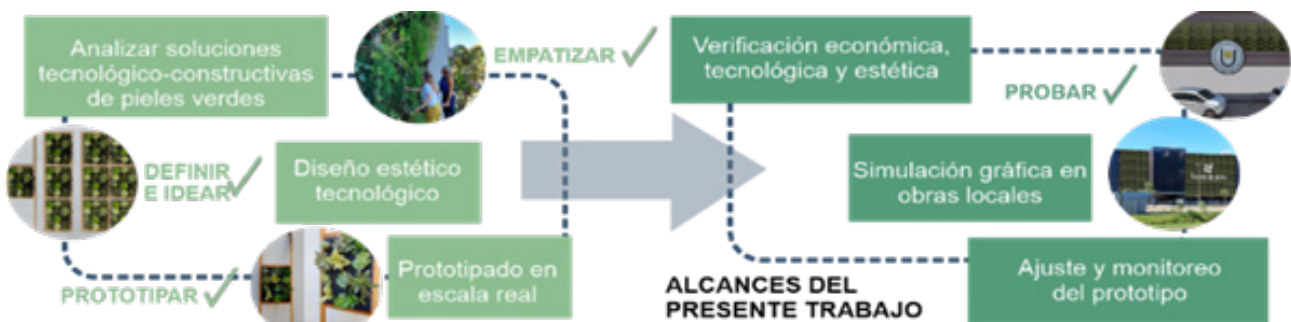 Analizar soluciones
tecnológico-constructivas
de pieles verdes
EMPATIZAR
DEFINIR
E IDEAR
Diseño estético
tecnológico
PROTOTIPAR
Prototipado en
escala real
Verificación económica,
tecnológica y estética
PROBAR
Simulación gráfica en
obras locales
Ajuste y monitoreo
del prototipo
ALCANCES DEL
PRESENTE TRABAJO